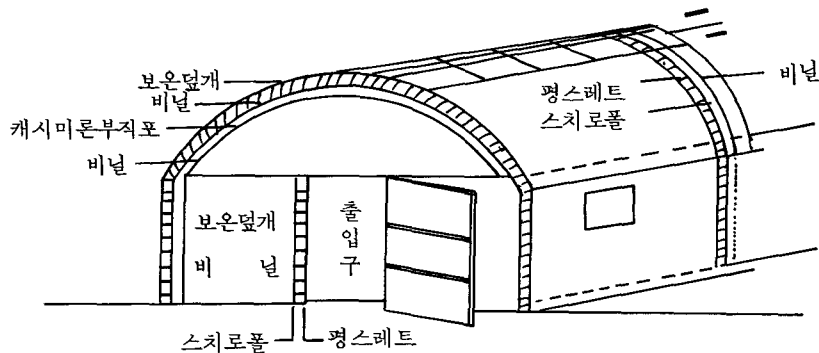 보온덮개
비닐
캐시미론부직포
비닐
비닐
평스레트
스치로폴
보온덮개
비 닐
출입구
스치로폴
평스레트